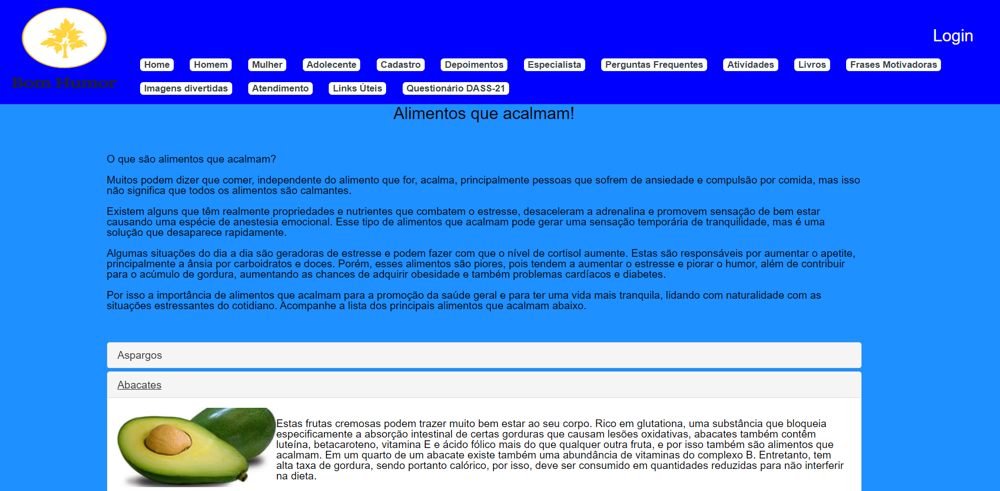 Login
Home Homem Mulher Adolecente Cadastro Depoimentos Especialista Perguntas Frequentes Atividades Livros Frases Motivadoras
Bom Humor
Imagens divertidas Atendimento Links Úteis Questionário DASS-21
Alimentos que acalmam!
O que são alimentos que acalmam?
Muitos podem dizer que comer, independente do alimento que for, acalma, principalmente pessoas que sofrem de ansiedade e compulsão por comida, mas isso
não significa que todos os alimentos são calmantes.
Existem alguns que têm realmente propriedades e nutrientes que combatem o estresse, desaceleram a adrenalina e promovem sensação de bem estar
causando uma espécie de anestesia emocional. Esse tipo de alimentos que acalmam pode gerar uma sensação temporária de tranquilidade, mas é uma
solução que desaparece rapidamente.
Algumas situações do dia a dia são geradoras de estresse e podem fazer com que o nível de cortisol aumente. Estas são responsáveis por aumentar o apetite,
principalmente a ânsia por carboidratos e doces. Porém, esses alimentos são piores, pois tendem a aumentar o estresse e piorar o humor, além de contribuir
para o acúmulo de gordura, aumentando as chances de adquirir obesidade e também problemas cardíacos e diabetes.
Por isso a importância de alimentos que acalmam para a promoção da saúde geral e para ter uma vida mais tranquila, lidando com naturalidade com as
situações estressantes do cotidiano. Acompanhe a lista dos principais alimentos que acalmam abaixo.
Aspargos
Abacates
Estas frutas cremosas podem trazer muito bem estar ao seu corpo. Rico em glutationa, uma substância que bloqueia
especificamente a absorção intestinal de certas gorduras que causam lesões oxidativas, abacates também contêm
luteína, betacaroteno, vitamina E e ácido fólico mais do que qualquer outra fruta, e por isso também são alimentos que
acalmam. Em um quarto de um abacate existe também uma abundância de vitaminas do complexo B. Entretanto, tem
alta taxa de gordura, sendo portanto calórico, por isso, deve ser consumido em quantidades reduzidas para não interferir
na dieta.